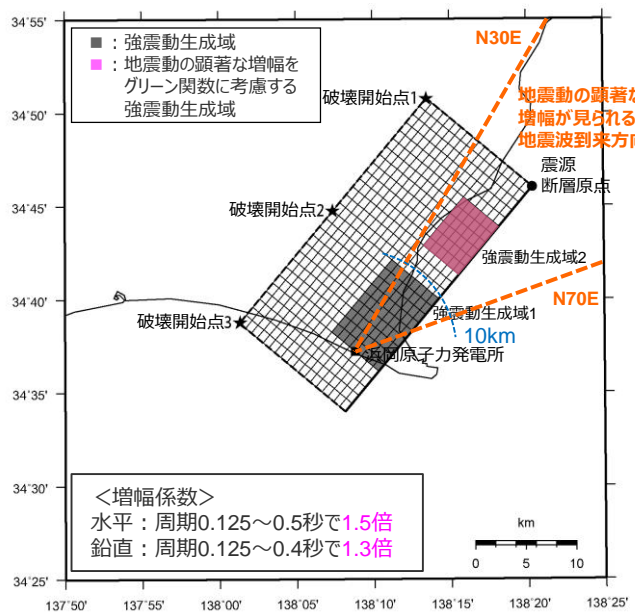 34˚55'
34˚50'
34˚45'
34˚40'
34˚35'
34˚30'
34˚25'
■：強震動生成域
■：地震動の顕著な増幅を
グリーン関数に考慮する
強震動生成域
N30E
地震動の顕著な
増幅が見られる
地震波到来方向
破壊開始点1
震源
断層原点
破壊開始点2
強震動生成域2
N70E
破壊開始点3
強震動生成域1
10km
浜岡原子力発電所
＜増幅係数＞
水平：周期0.125～0.5秒で1.5倍
鉛直：周期0.125～0.4秒で1.3倍
km
0 5 10
137˚50' 137˚55' 138˚00' 138˚05' 138˚10' 138˚15' 138˚20' 138˚25'